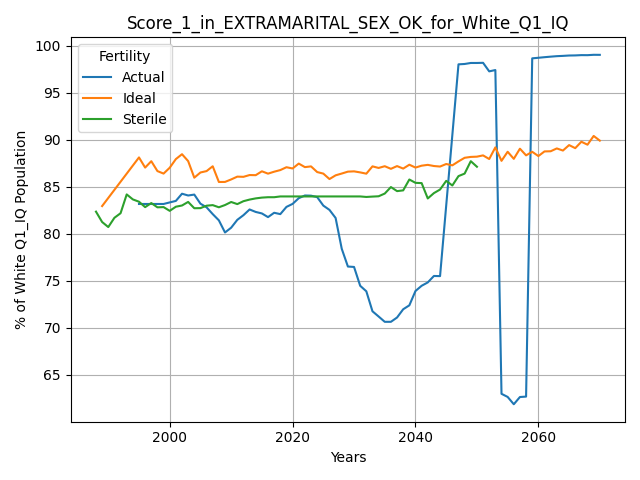 Score_1_in_EXTRAMARITAL_SEX_OK_for_White_Q1_IQ
100
95
90
85
80
75
70
65
% of White Q1_IQ Population
Fertility
Actual
Ideal
Sterile
2000
2020
2040
2060
Years